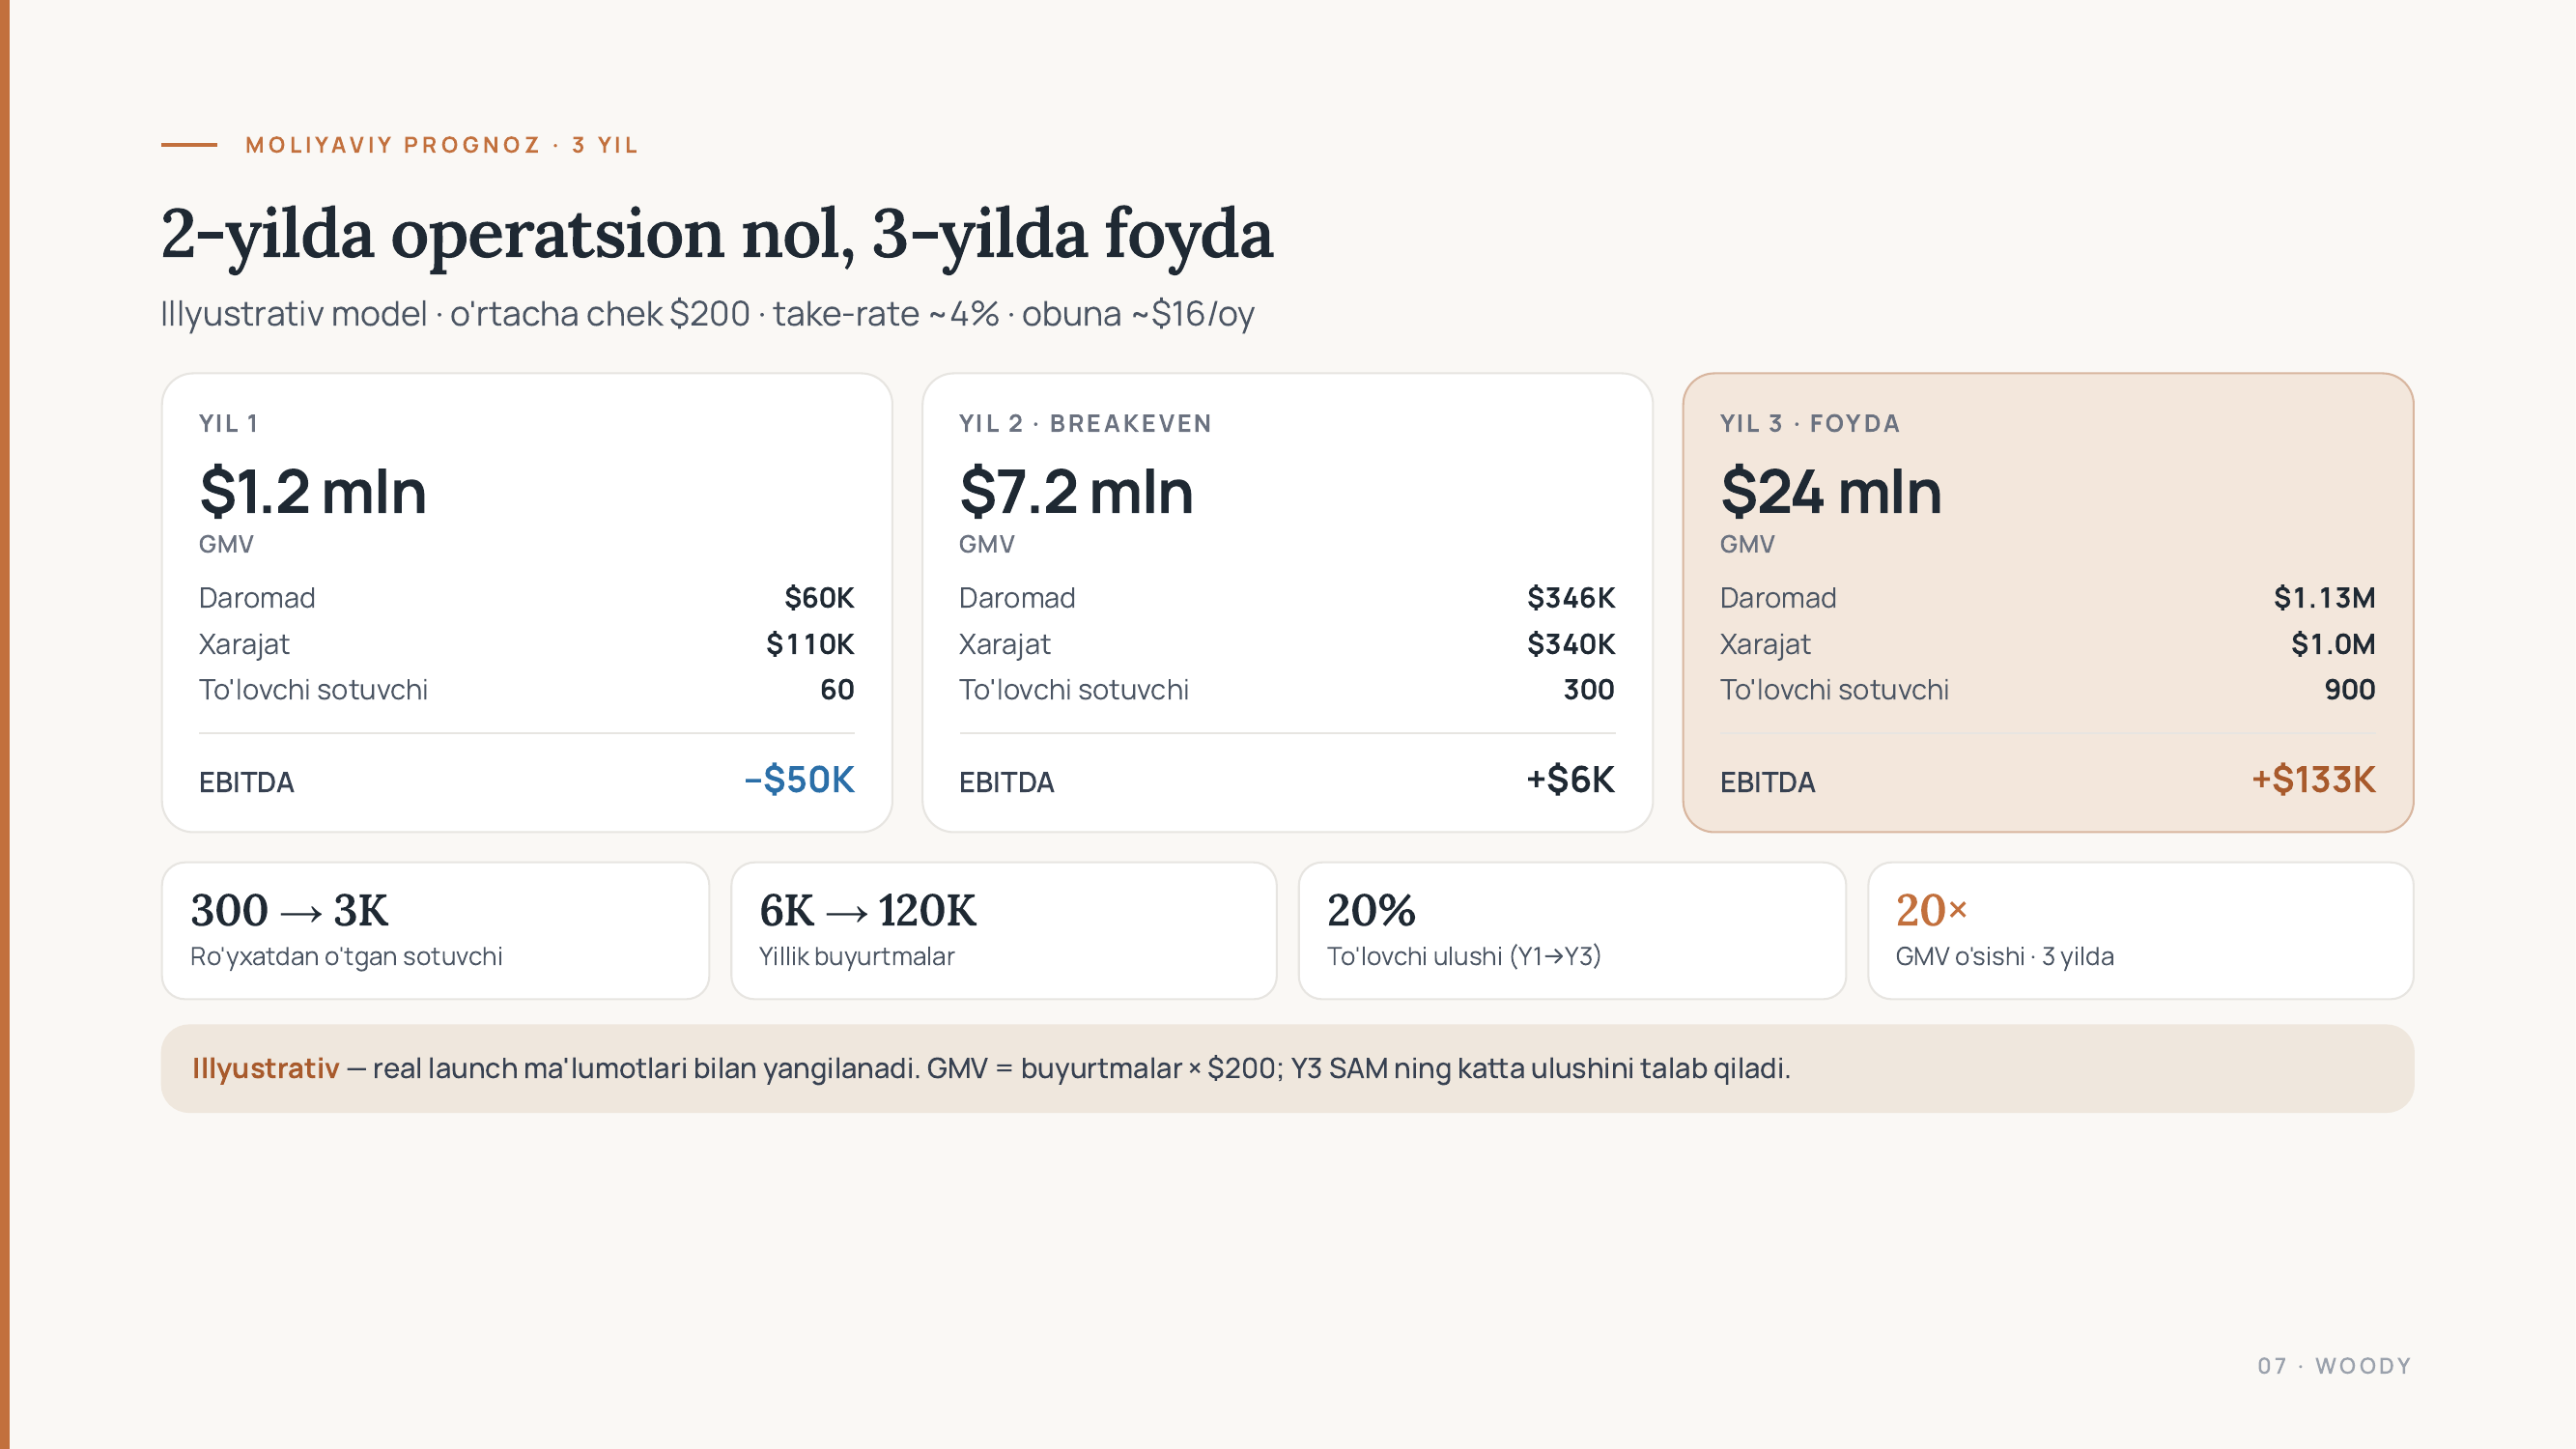 MOLIYAVIY PROGNOZ · 3 YIL
2-yilda operatsion nol, 3-yilda foyda
Illyustrativ model · o'rtacha chek $200 · take-rate ~4% · obuna ~$16/oy
YIL 1
$1.2 mln
GMV
Daromad $60K
Xarajat $110K
To'lovchi sotuvchi 60
EBITDA –$50K
YIL 2 · BREAKEVEN
$7.2 mln
GMV
Daromad $346K
Xarajat $340K
To'lovchi sotuvchi 300
EBITDA +$6K
YIL 3 · FOYDA
$24 mln
GMV
Daromad $1.13M
Xarajat $1.0M
To'lovchi sotuvchi 900
EBITDA +$133K
300 → 3K
Ro'yxatdan o'tgan sotuvchi
6K → 120K
Yillik buyurtmalar
20%
To'lovchi ulushi (Y1→Y3)
20×
GMV o'sishi · 3 yilda
Illyustrativ — real launch ma'lumotlari bilan yangilanadi. GMV = buyurtmalar × $200; Y3 SAM ning katta ulushini talab qiladi.
07 · WOODY